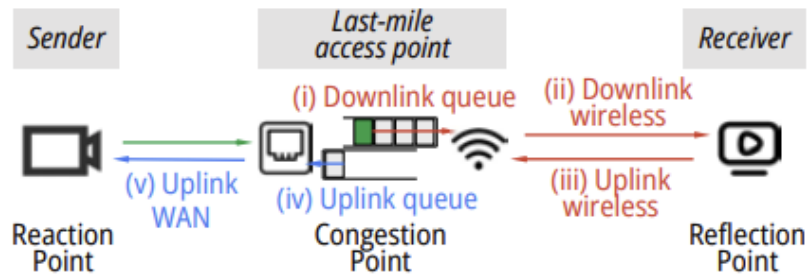 Sender
Last-mile
access point
Receiver
(i) Downlink queue
(ii) Downlink
wireless
(v) Uplink
WAN
(iv) Uplink queue
(iii) Uplink
wireless
Reaction
Point
Congestion
Point
Reflection
Point